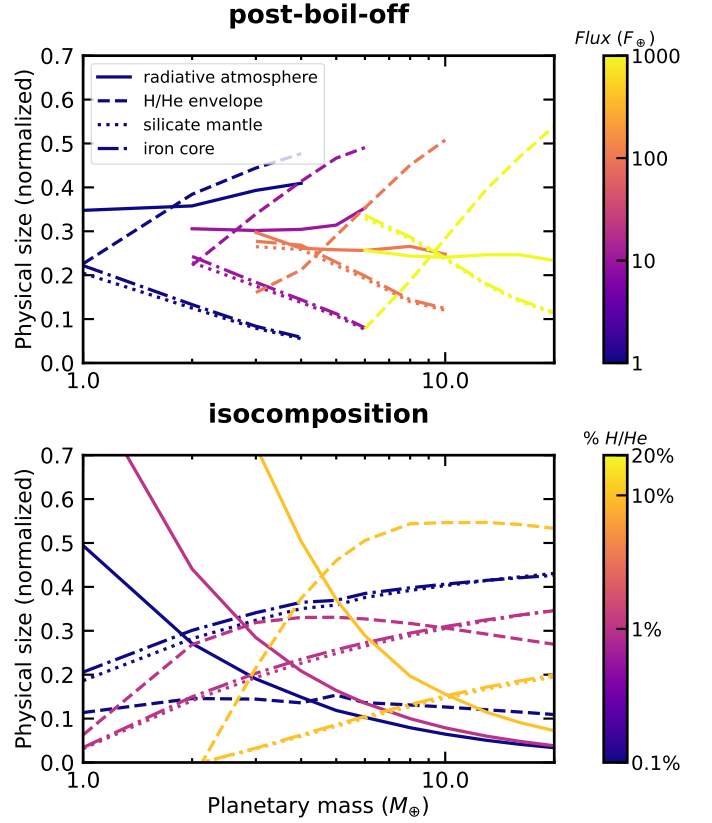 post-boil-off
Flux (F⊕)
Physical size (normalized)
0.7
0.6
0.5
0.4
0.3
0.2
0.1
0.0
radiative atmosphere
H/He envelope
silicate mantle
iron core
1.0
10.0
1000
100
10
1
isocomposition
% H/He
Physical size (normalized)
0.7
0.6
0.5
0.4
0.3
0.2
0.1
0.0
1.0
10.0
Planetary mass (M⊕)
20%
10%
1%
0.1%